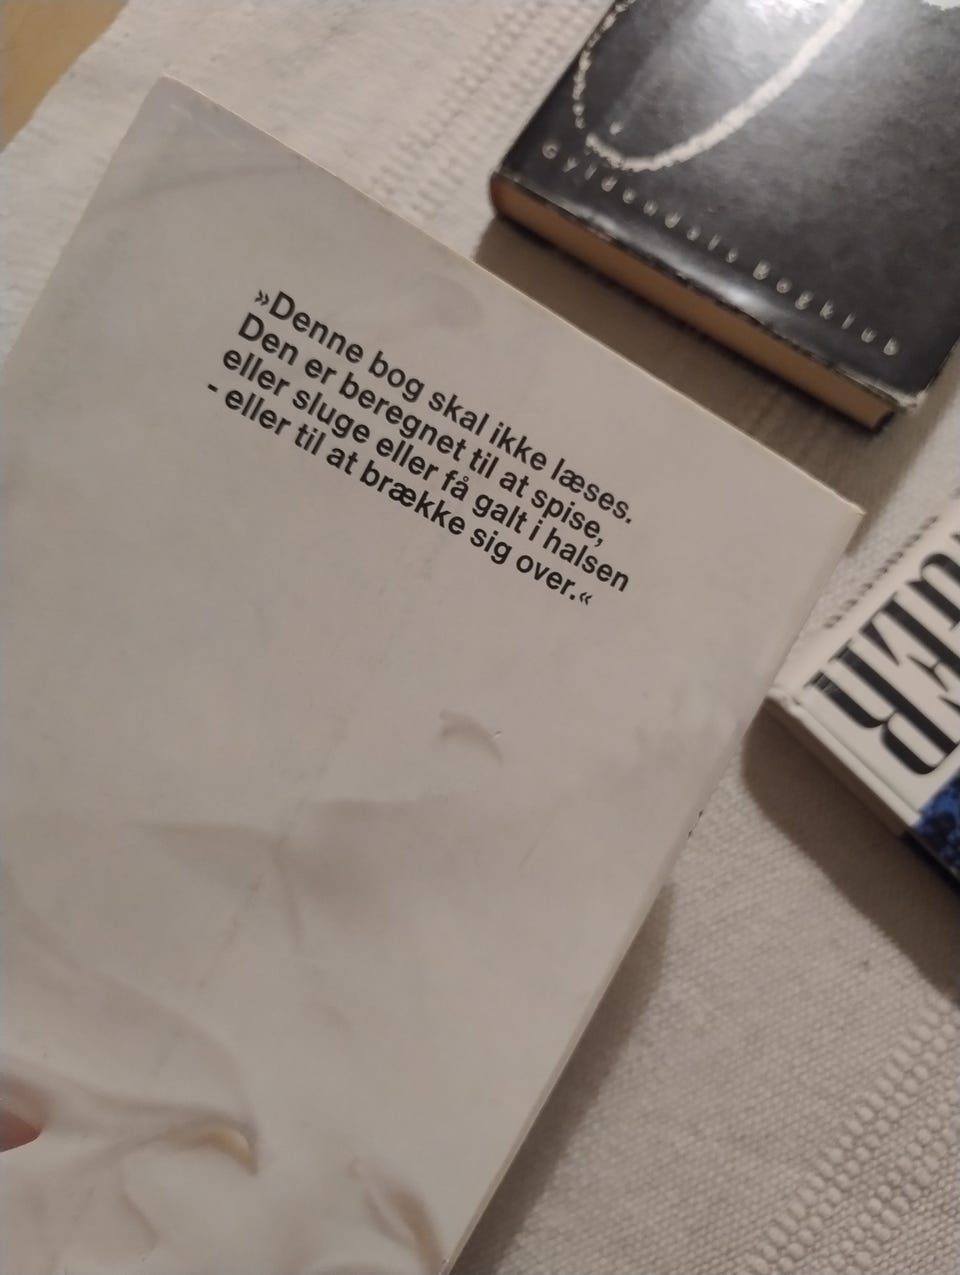 »Denne bog skal ikke læses.
Den er beregnet til at spise,
eller sluge eller få galt i halsen
- eller til at brække sig over.«
Gyldendals Bogklub